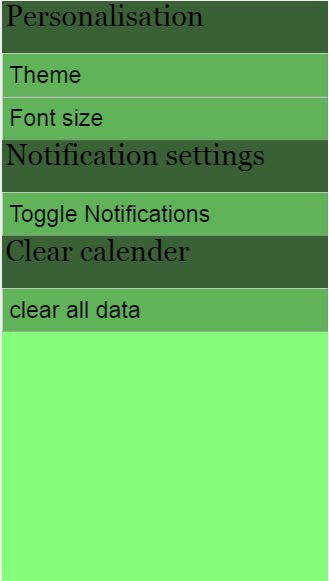 Personalisation
Theme
Font size
Notification settings
Toggle Notifications
Clear calender
clear all data